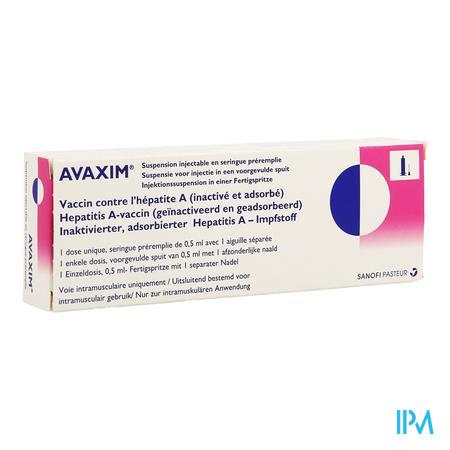 AVAXIM®
Suspension injectable en seringue préremplie
Suspensie voor injectie in een voorgevulde spuit
Injektionssuspension in einer Fertigspritze
Vaccin contre l'hépatite A (inactivé et adsorbé)
Hepatitis A-vaccin (geïnactiveerd en geadsorbeerd)
Inaktivierter, adsorbierter Hepatitis A – Impfstoff
1 dose unique, seringue préremplie de 0,5 ml avec 1 aiguille séparée
1 enkele dosis, voorgevulde spuit van 0,5 ml met 1 afzonderlijke naald
1 Einzeldosis, 0,5 ml- Fertigspritze mit 1 separater Nadel
Voie intramusculaire uniquement / Uitsluitend bestemd voor
intramusculair gebruik/ Nur zur intramuskulären Anwendung
SANOFI PASTEUR
AVAXIM®
IPM